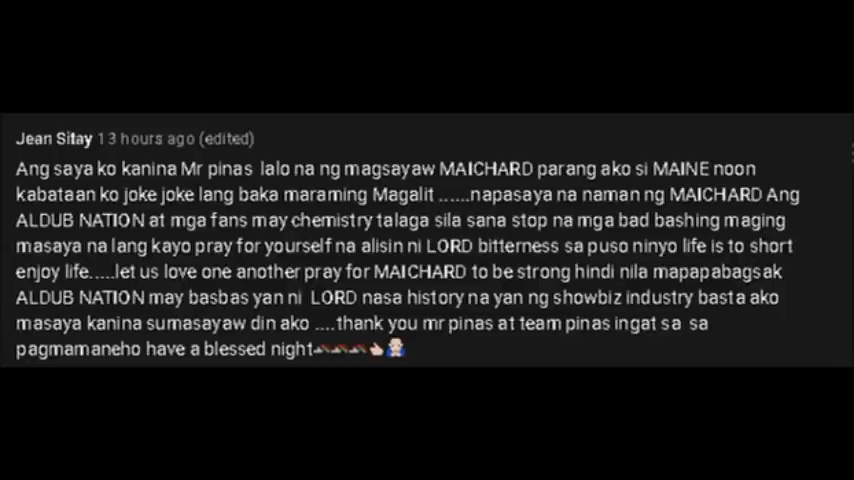 Jean Sitay 13 hours ago (edited)
Ang saya ko kanina Mr pinas lalo na ng magsayaw MAICHARD parang ako si MAINE noon
kabataan ko joke joke lang baka maraming Magalit ......napasaya na naman ng MAICHARD Ang
ALDUB NATION at mga fans may chemistry talaga sila sana stop na mga bad bashing maging
masaya na lang kayo pray for yourself na alisin ni LORD bitterness sa puso ninyo life is to short
enjoy life.....let us love one another pray for MAICHARD to be strong hindi nila mapapabagsak
ALDUB NATION may basbas yan ni LORD nasa history na yan ng showbiz industry basta ako
masaya kanina sumasayaw din ako ....thank you mr pinas at team pinas ingat sa sa
pagmamaneho have a blessed night